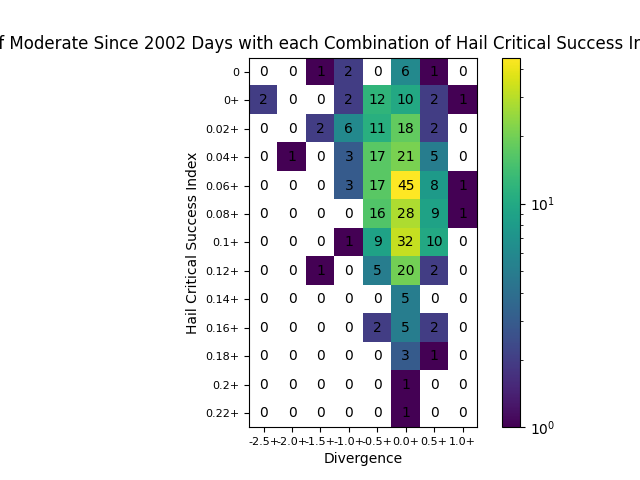 f Moderate Since 2002 Days with each Combination of Hail Critical Success In
0 0 0 1 2 0 6 1 0
0+ 2 0 0 2 12 10 2 1
0.02+ 0 0 2 6 11 18 2 0
0.04+ 0 1 0 3 17 21 5 0
0.06+ 0 0 0 3 17 45 8 1
0.08+ 0 0 0 0 16 28 9 1
0.1+ 0 0 0 1 9 32 10 0
0.12+ 0 0 1 0 5 20 2 0
0.14+ 0 0 0 0 0 5 0 0
0.16+ 0 0 0 0 2 5 2 0
0.18+ 0 0 0 0 0 3 1 0
0.2+ 0 0 0 0 0 1 0 0
0.22+ 0 0 0 0 0 1 0 0
-2.5+ -2.0+ -1.5+ -1.0+ -0.5+ 0.0+ 0.5+ 1.0+
Divergence
Hail Critical Success Index
10¹
10⁰